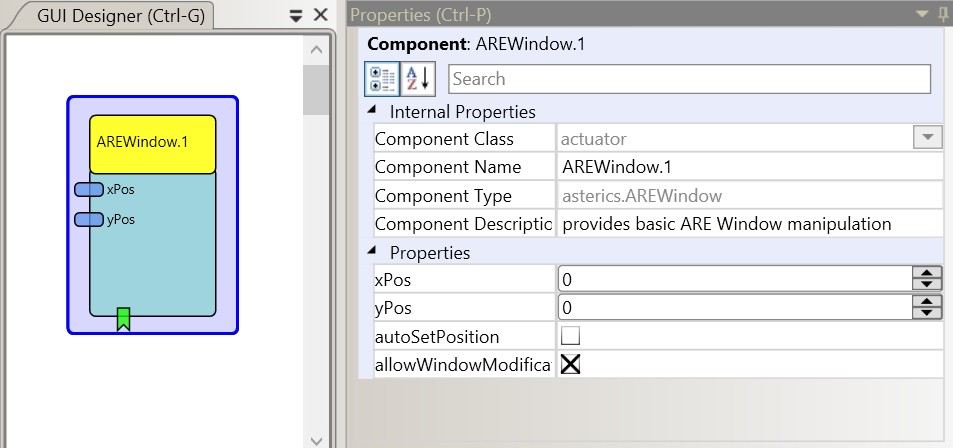 GUI Designer (Ctrl-G)
AREWindow.1
xPos
yPos
Properties (Ctrl-P)
Component: AREWindow.1
A
Z
Search
Internal Properties
Component Class actuator
Component Name AREWindow.1
Component Type asterics.AREWindow
Component Descriptio provides basic ARE Window manipulation
Properties
xPos 0
yPos 0
autoSetPosition
allowWindowModifica